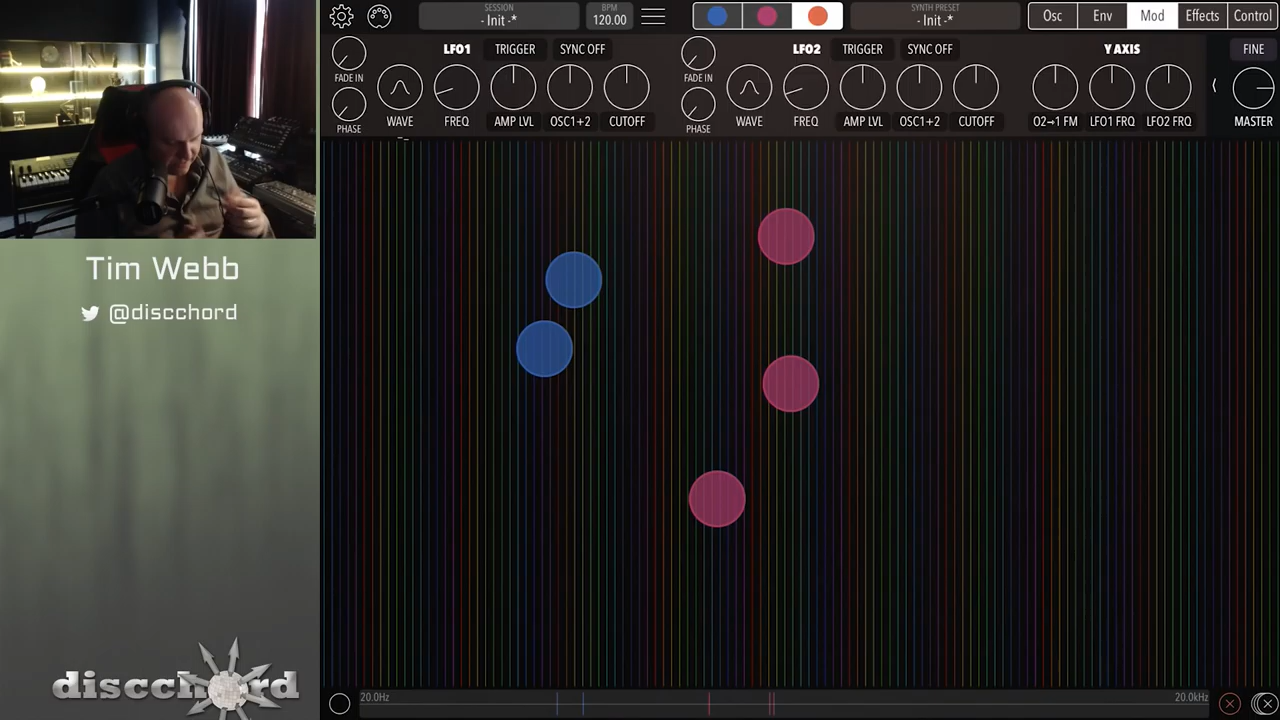 SESSION
- Init -*
BPM
120.00
SYNTH PRESET
- Init -*
Osc
Env
Mod
Effects
Control
FADE IN
PHASE
LFO1
TRIGGER
SYNC OFF
WAVE
FREQ
AMP LVL
OSC1+2
CUTOFF
FADE IN
PHASE
LFO2
TRIGGER
SYNC OFF
WAVE
FREQ
AMP LVL
OSC1+2
CUTOFF
Y AXIS
O2→1 FM
LFO1 FRQ
LFO2 FRQ
FINE
MASTER
Tim Webb
@discchord
discchord
20.0Hz
20.0kHz